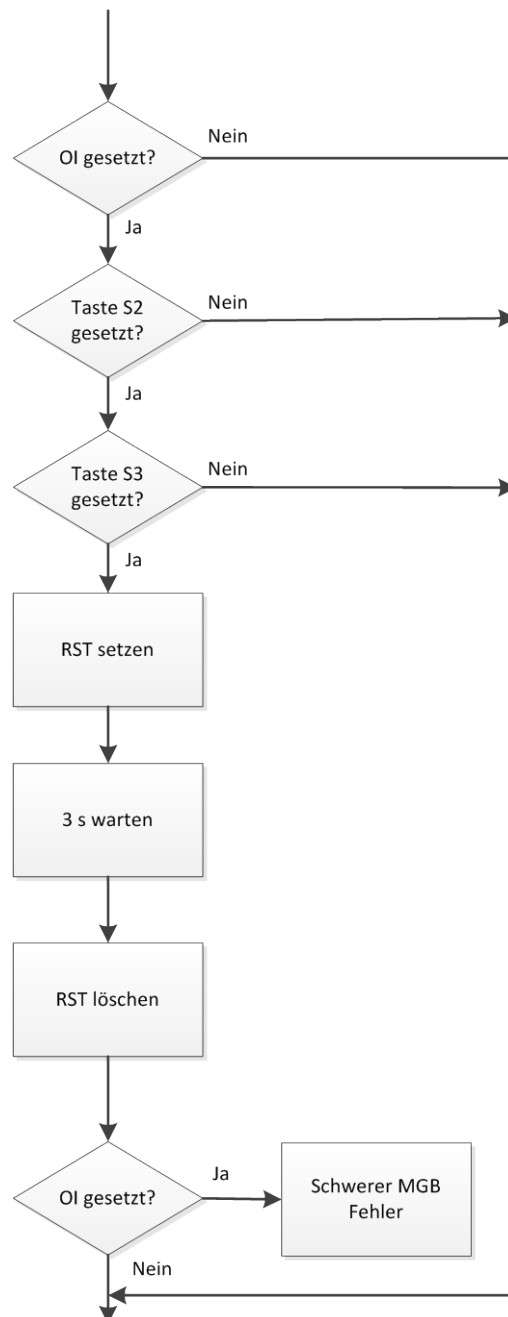 OI gesetzt?
Nein
Ja
Taste S2
gesetzt?
Nein
Ja
Taste S3
gesetzt?
Nein
Ja
RST setzen
3 s warten
RST löschen
OI gesetzt?
Ja
Schwerer MGB
Fehler
Nein